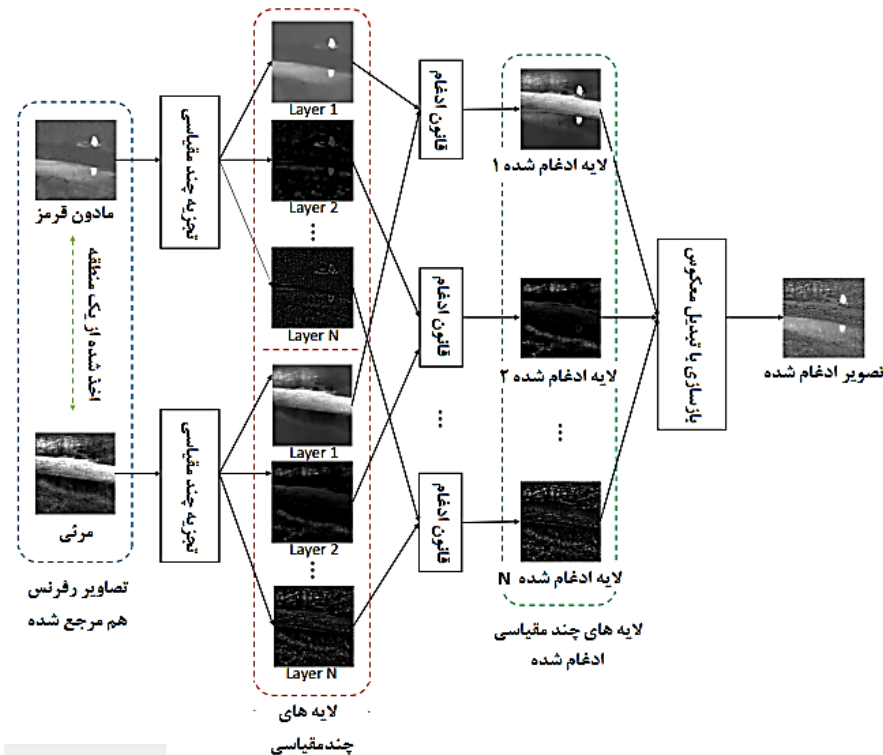 مادون قرمز
اخذ شده از یک منطقه
مرئی
تصاویر رفرنس
هم مرجع شده
تجزیه چند مقیاسی
تجزیه چند مقیاسی
Layer 1
Layer 2
...
Layer N
Layer 1
Layer 2
...
Layer N
لایه های
چندمقیاسی
قانون ادغام
قانون ادغام
...
قانون ادغام
لایه ادغام شده ۱
لایه ادغام شده ۲
...
لایه ادغام شده N
لایه های چند مقیاسی
ادغام شده
بازسازی با تبدیل معکوس
تصویر ادغام شده